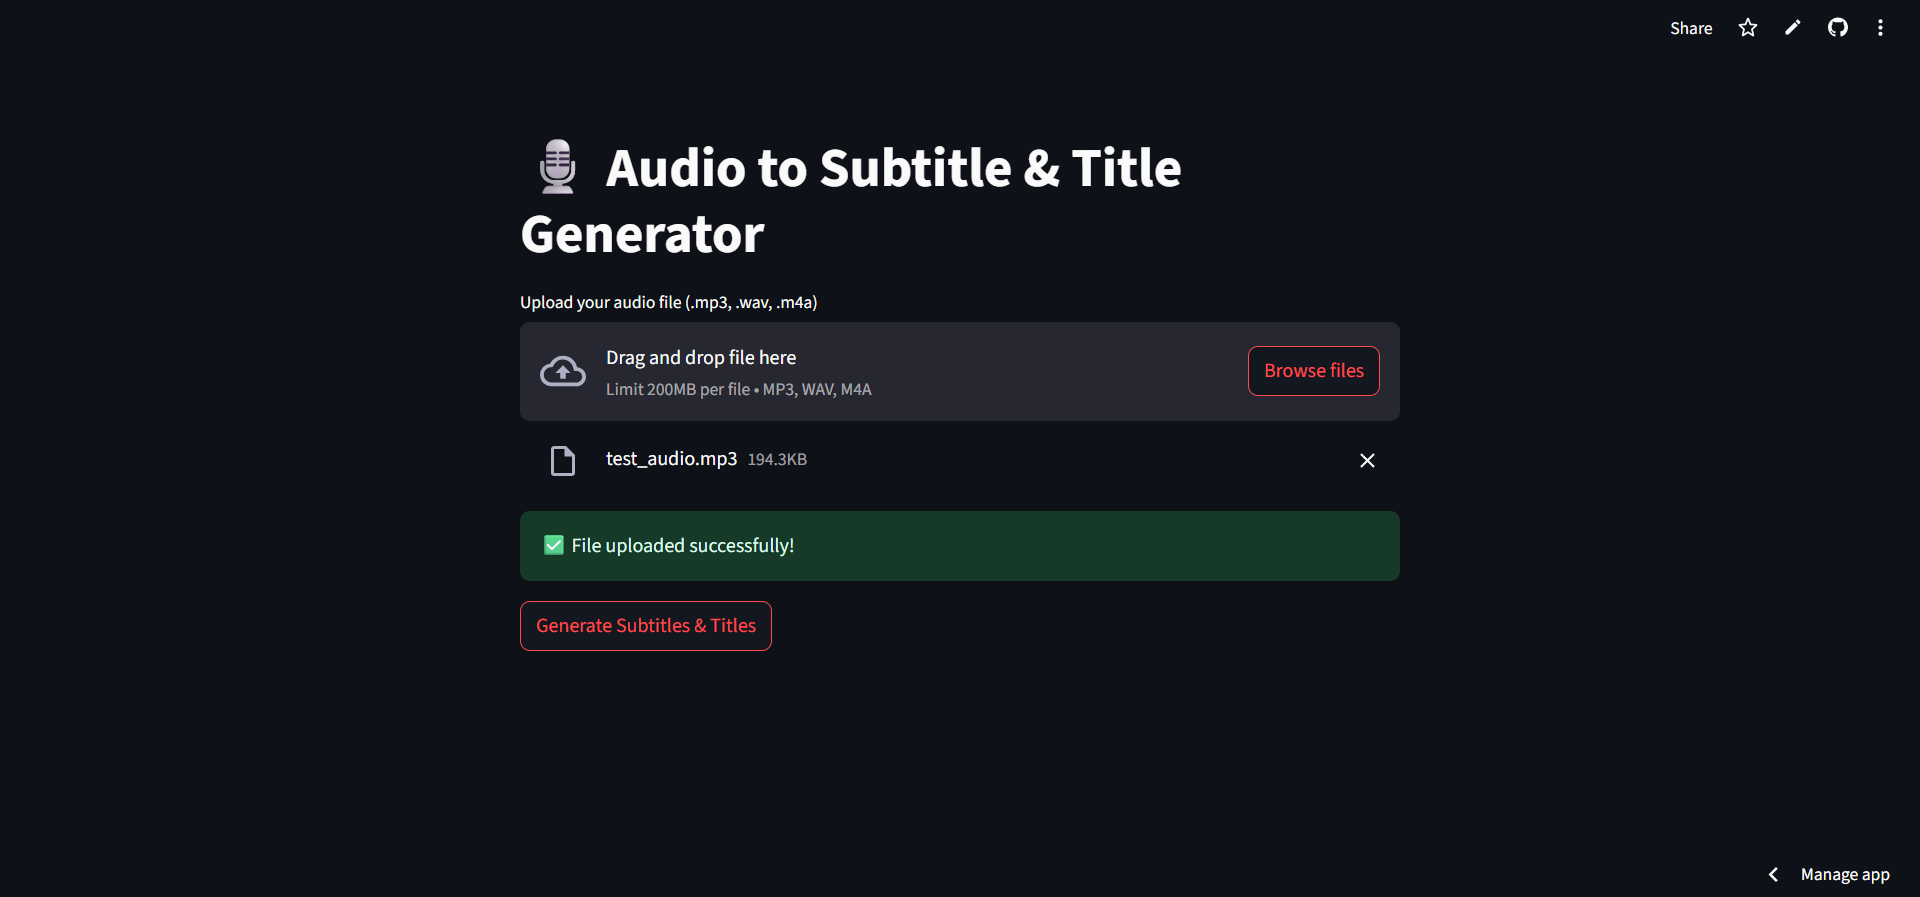 Share
Audio to Subtitle & Title
Generator
Upload your audio file (.mp3, .wav, .m4a)
Drag and drop file here
Limit 200MB per file • MP3, WAV, M4A
Browse files
test_audio.mp3 194.3KB
File uploaded successfully!
Generate Subtitles & Titles
Manage app